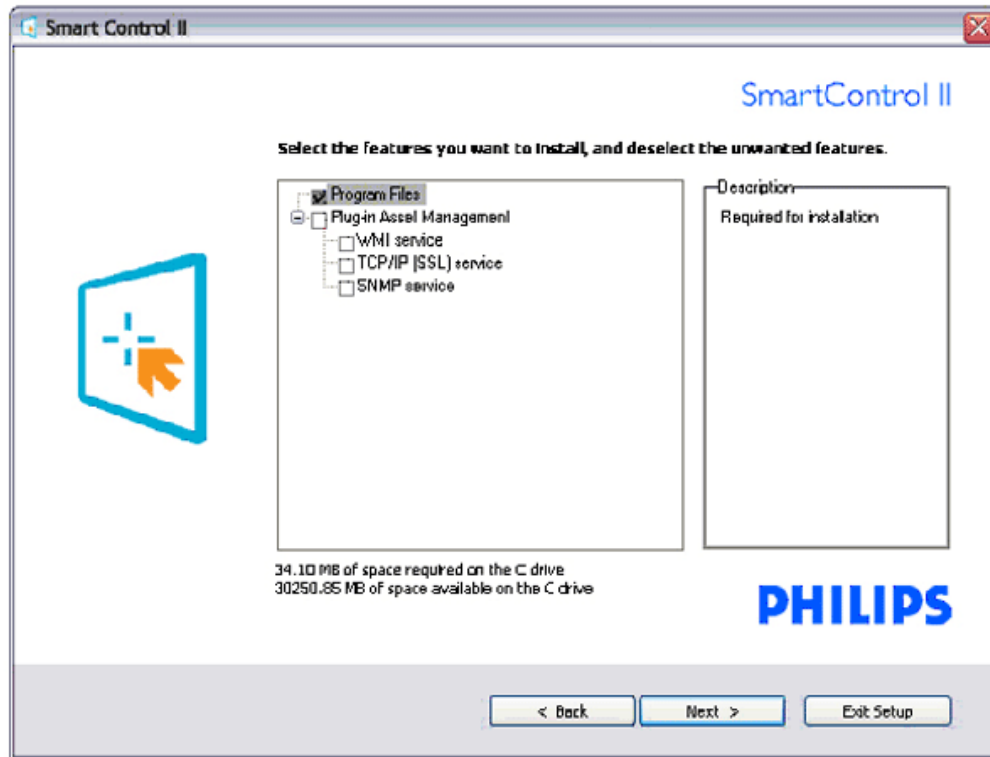 Smart Control II
SmartControl II
Select the features you want to install, and deselect the unwanted features.
Program Files
Plug-in Asset Management
WMI service
TCP/IP (SSL) service
SNMP service
Description
Required for installation
34.10 MB of space required on the C drive
30250.85 MB of space available on the C drive
PHILIPS
< Back
Next >
Exit Setup